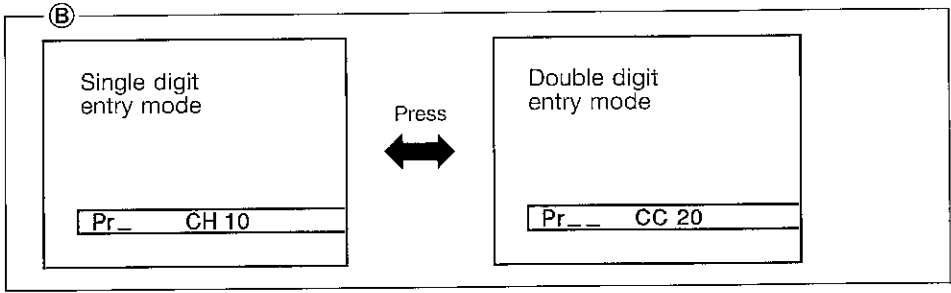 B
Single digit
entry mode
Pr_ CH 10
Press
Double digit
entry mode
Pr_ _ CC 20